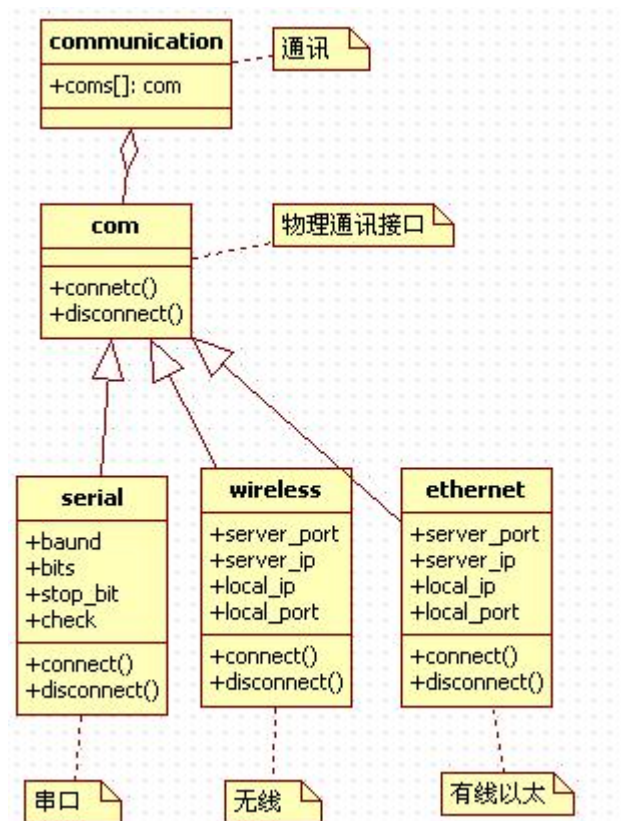 communication
+coms[]: com
通讯
com
+connetc()
+disconnect()
物理通讯接口
serial
+baund
+bits
+stop_bit
+check
+connect()
+disconnect()
wireless
+server_port
+server_ip
+local_ip
+local_port
+connect()
+disconnect()
ethernet
+server_port
+server_ip
+local_ip
+local_port
+connect()
+disconnect()
串口
无线
有线以太